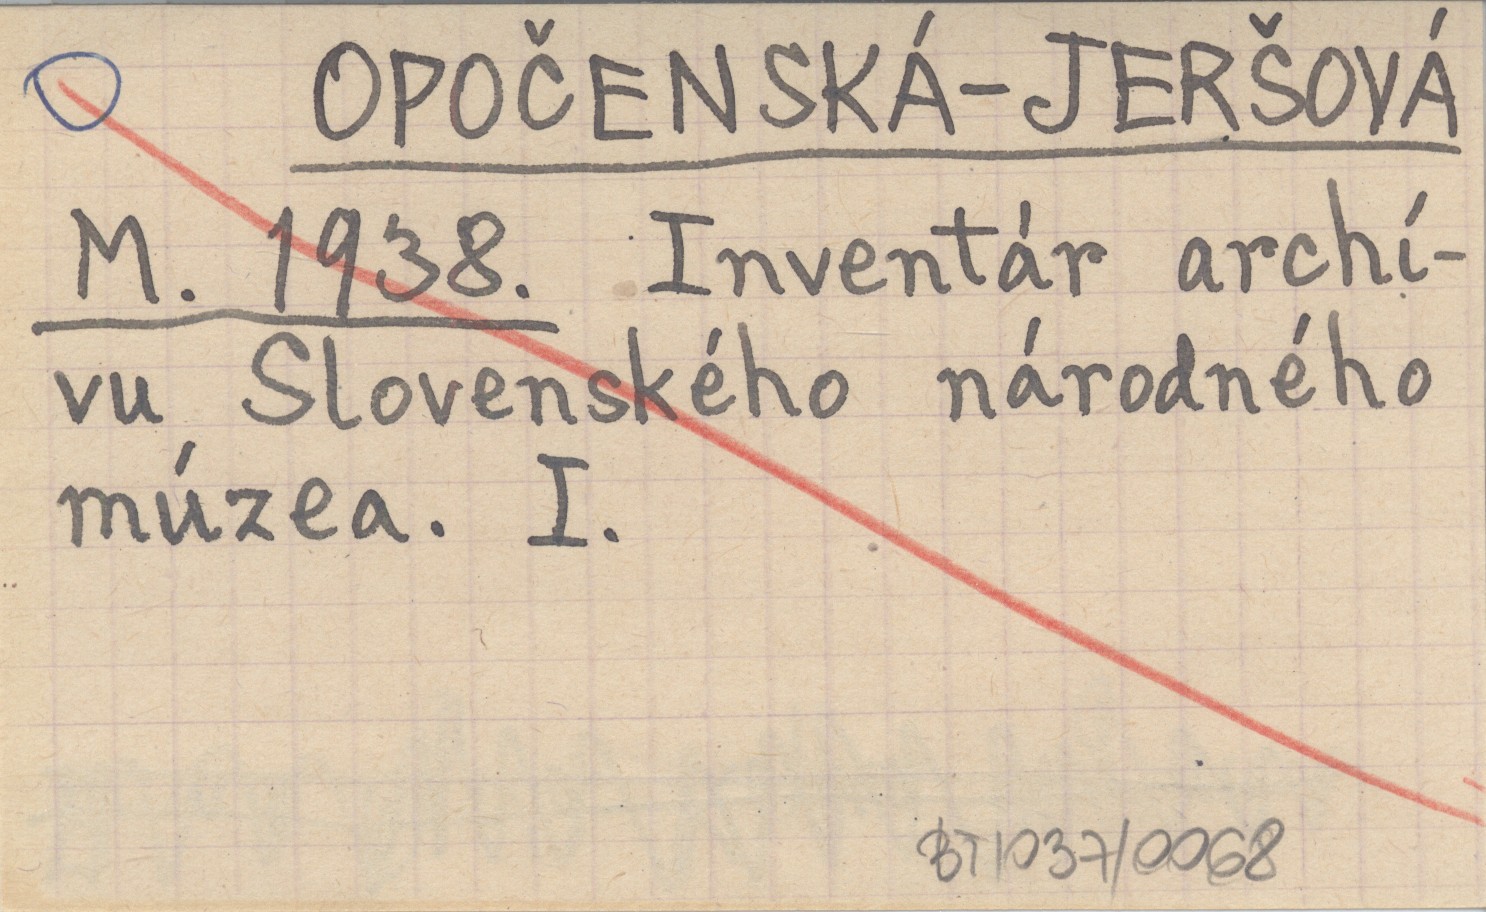 OPOČENSKÁ-JERŠOVÁ
M. 1938. Inventár archí-
vu Slovenského národného
múzea. I.
BT1037/0068